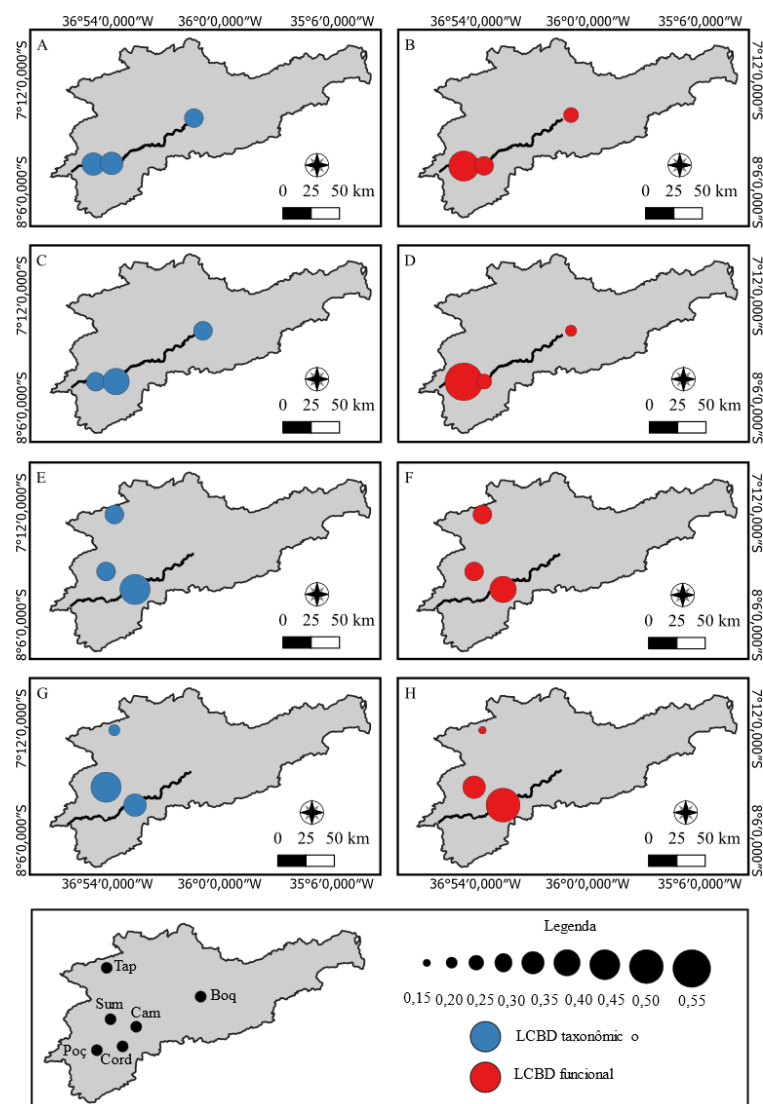 36°54′0,000″W 36°0,000″W 35°6,000″W 36°54′0,000″W 36°0,000″W 35°6,000″W
A
7°12′0,000″S
8°6′0,000″S
0 25 50 km
B
7°12′0,000″S
8°6′0,000″S
0 25 50 km
C
7°12′0,000″S
8°6′0,000″S
0 25 50 km
D
7°12′0,000″S
8°6′0,000″S
0 25 50 km
E
7°12′0,000″S
8°6′0,000″S
0 25 50 km
F
7°12′0,000″S
8°6′0,000″S
0 25 50 km
G
7°12′0,000″S
8°6′0,000″S
0 25 50 km
H
7°12′0,000″S
8°6′0,000″S
0 25 50 km
36°54′0,000″W 36°0,000″W 35°6,000″W 36°54′0,000″W 36°0,000″W 35°6,000″W
Tap
Sum
Cam
Boq
Poç
Cord
Legenda
0,15 0,20 0,25 0,30 0,35 0,40 0,45 0,50 0,55
LCBD taxonômic o
LCBD funcional